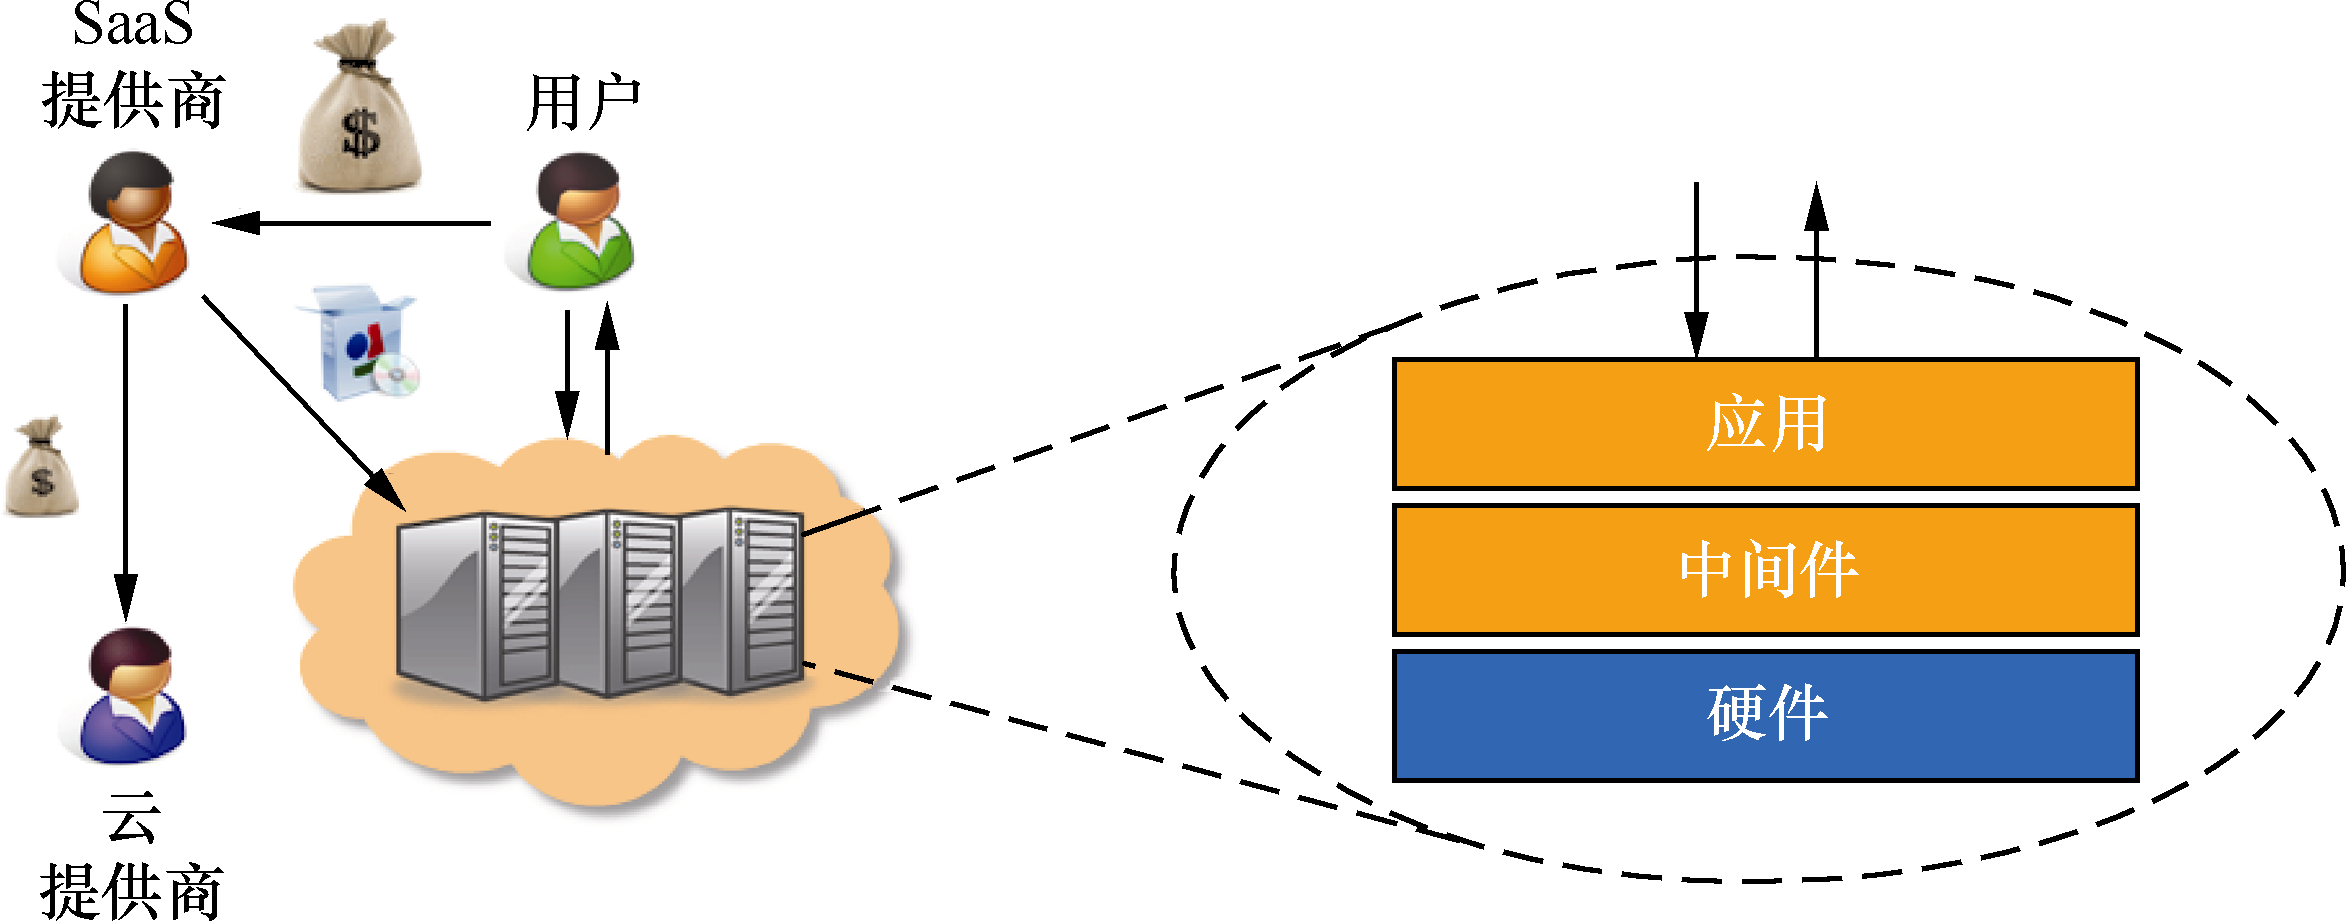 SaaS
提供商
$
用户
$
应用
中间件
硬件
云
提供商